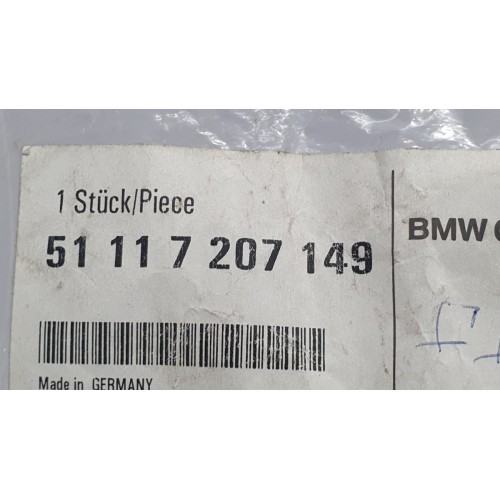 1 Stück/Piece
51 11 7 207 149
BMW
Made in GERMANY